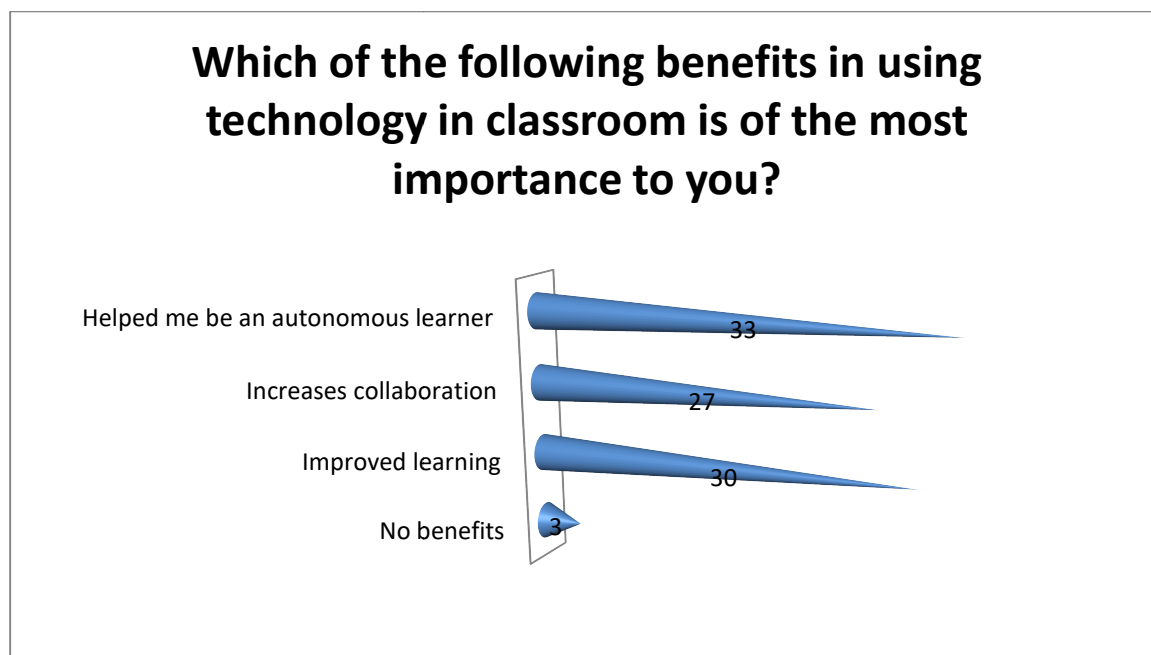 Which of the following benefits in using
technology in classroom is of the most
importance to you?
Helped me be an autonomous learner
33
Increases collaboration
27
Improved learning
30
No benefits
3